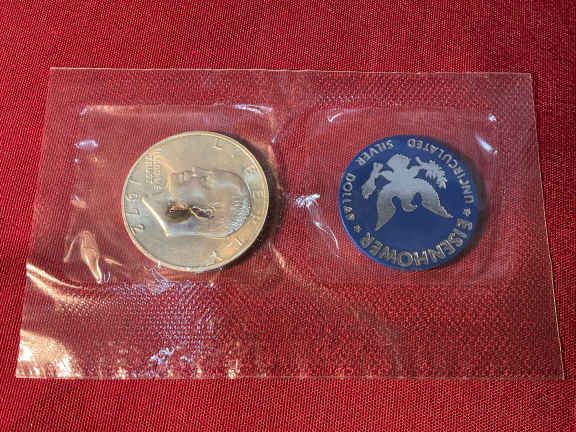 LIBERTY
IN GOD WE
TRUST
1972
EISENHOWER
UNCIRCULATED SILVER DOLLAR